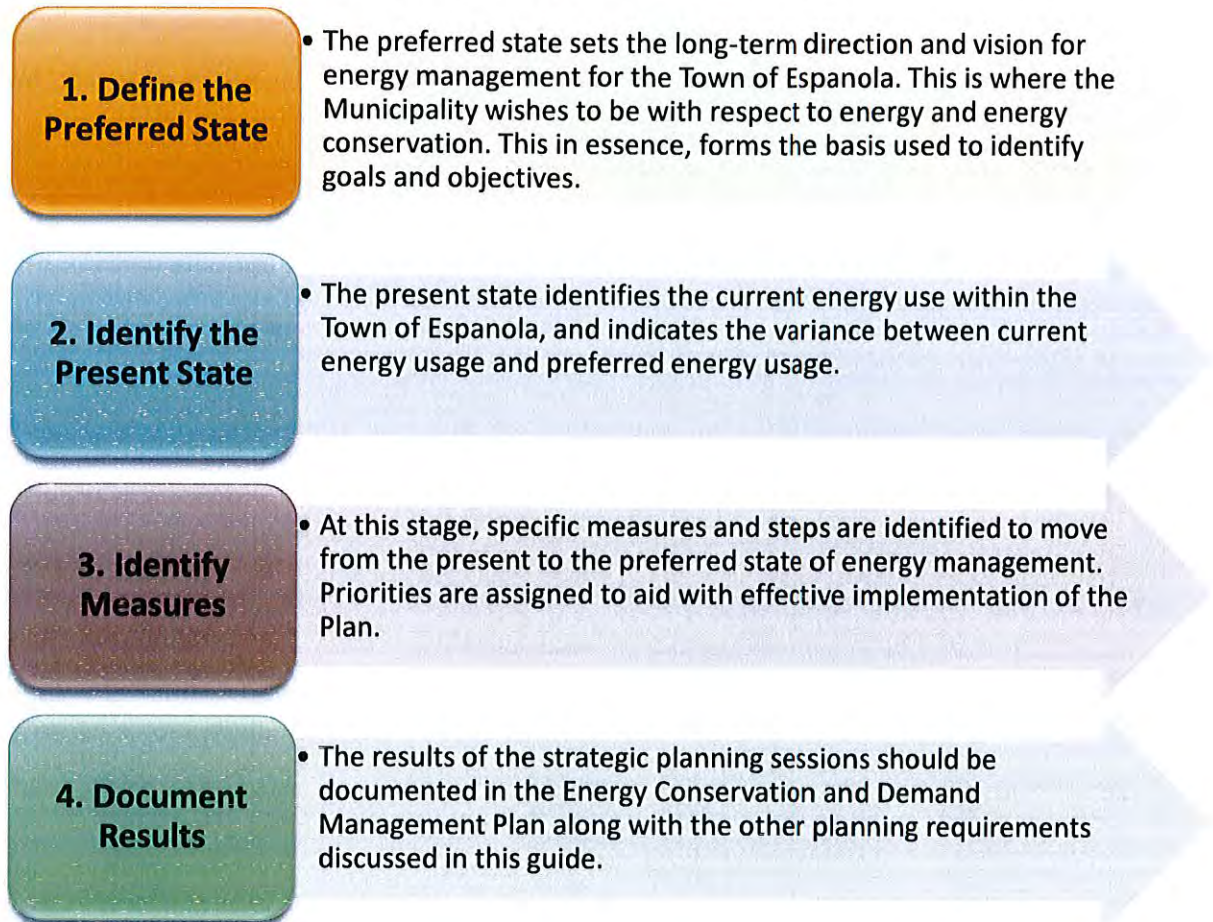 1. Define the
Preferred State
• The preferred state sets the long-term direction and vision for
energy management for the Town of Espanola. This is where the
Municipality wishes to be with respect to energy and energy
conservation. This in essence, forms the basis used to identify
goals and objectives.
2. Identify the
Present State
• The present state identifies the current energy use within the
Town of Espanola, and indicates the variance between current
energy usage and preferred energy usage.
3. Identify
Measures
• At this stage, specific measures and steps are identified to move
from the present to the preferred state of energy management.
Priorities are assigned to aid with effective implementation of the
Plan.
4. Document
Results
• The results of the strategic planning sessions should be
documented in the Energy Conservation and Demand
Management Plan along with the other planning requirements
discussed in this guide.